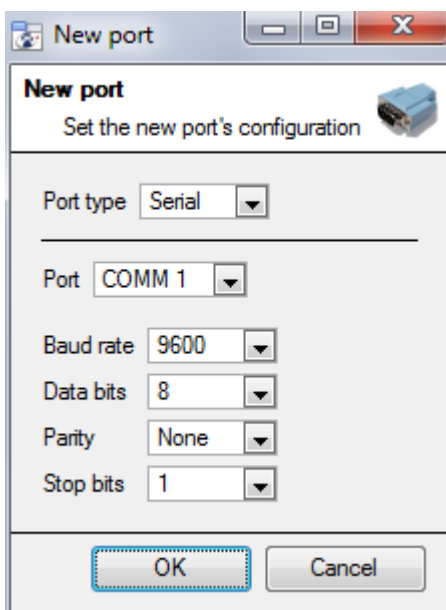 New port
New port
Set the new port's configuration
Port type Serial
Port COMM 1
Baud rate 9600
Data bits 8
Parity None
Stop bits 1
OK Cancel